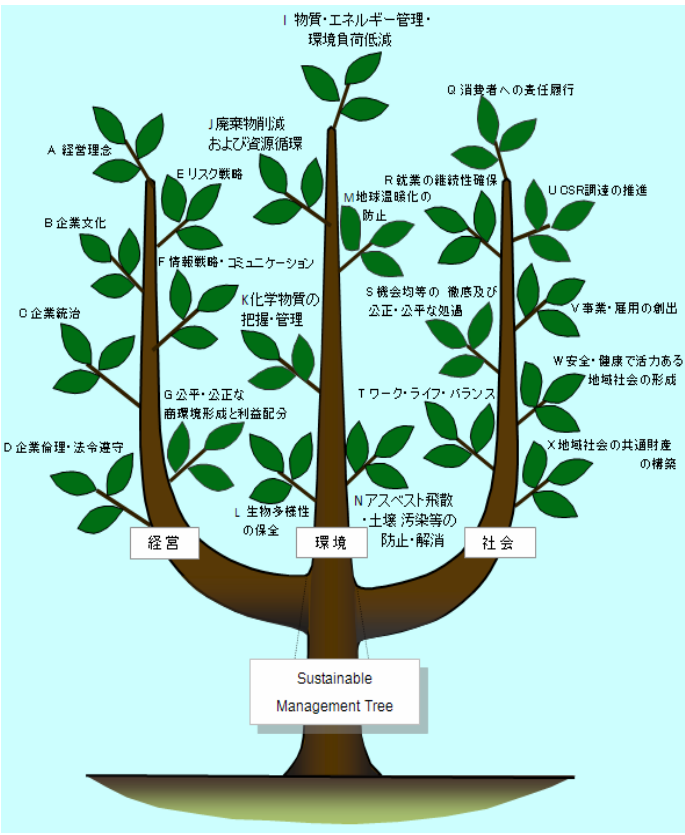 I 物質・エネルギー管理・
環境負荷低減
Q 消費者への責任履行
J 廃棄物削減
および資源循環
A 経営理念
E リスク戦略
R 就業の継続性確保
M 地球温暖化の
防止
U CSR調達の推進
B 企業文化
F 情報戦略・コミュニケーション
S 機会均等の 徹底及び
公正・公平な処遇
K 化学物質の
把握・管理
C 企業統治
V 事業・雇用の創出
W 安全・健康で活力ある
地域社会の形成
G 公平・公正な
商環境形成と利益配分
T ワーク・ライフ・バランス
D 企業倫理・法令遵守
X 地域社会の共通財産
の構築
L 生物多様性
の保全
N アスベスト飛散
・土壌 汚染等の
防止・解消
経営
環境
社会
Sustainable
Management Tree